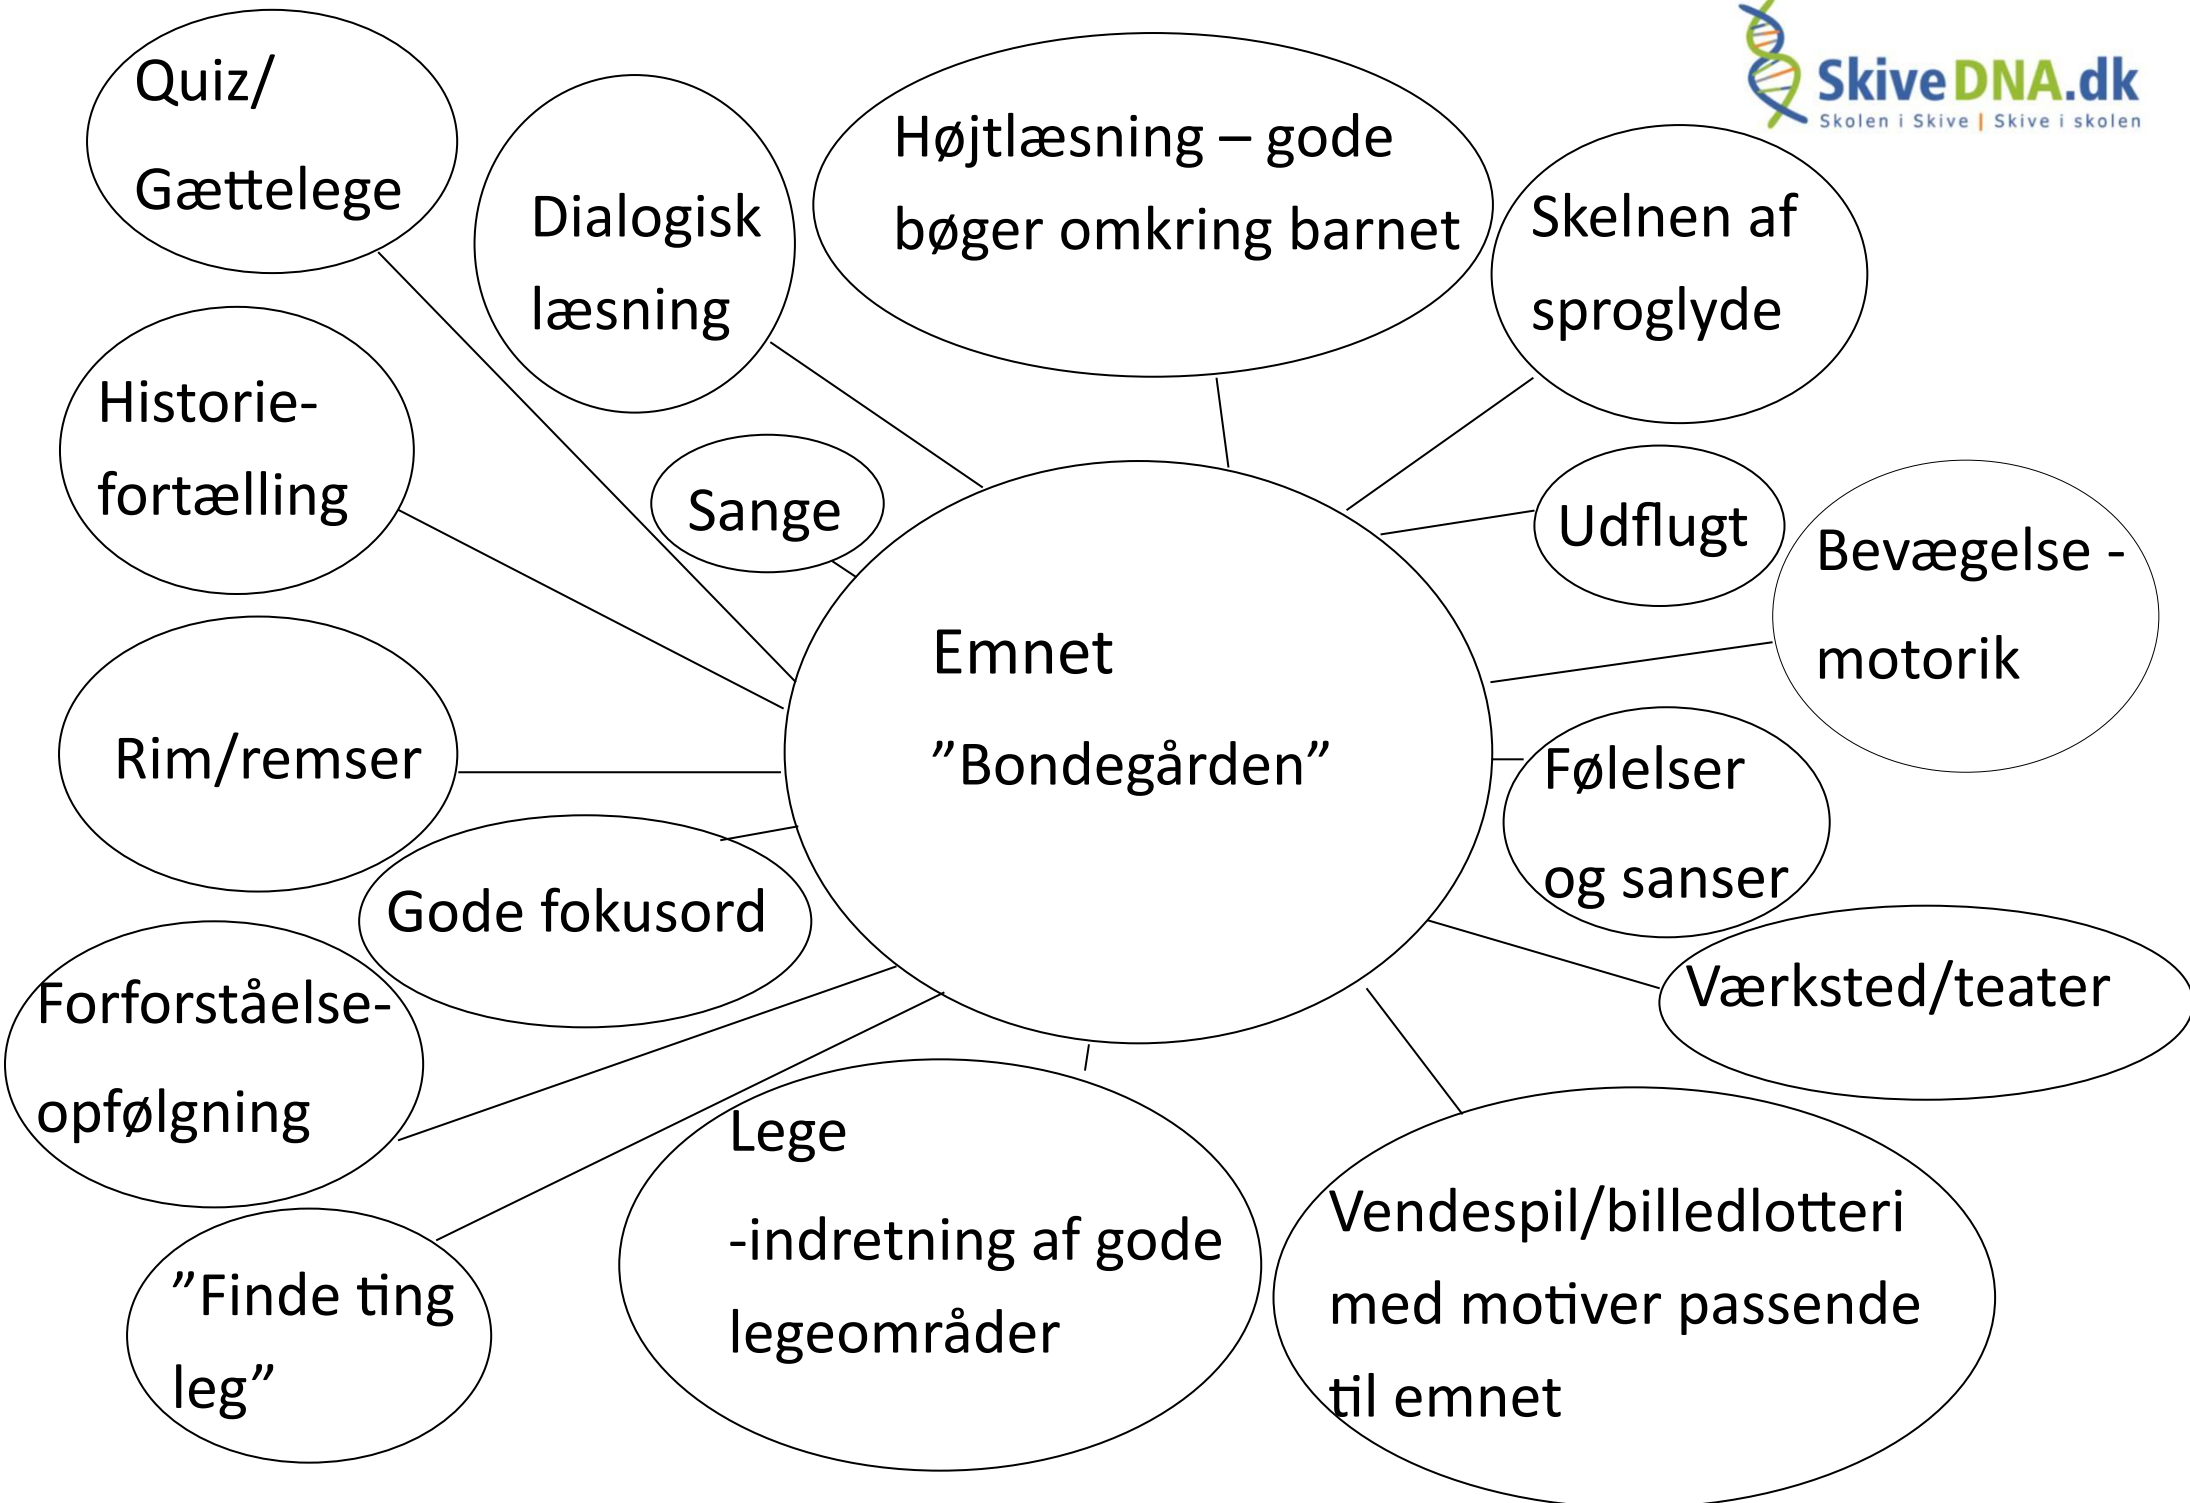 SkiveDNA.dk
Skolen i Skive | Skive i skolen
Quiz/
Gættelege
Dialogisk
læsning
Højtlæsning – gode
bøger omkring barnet
Skelnen af
sproglyde
Historie-
fortælling
Sange
Udflugt
Bevægelse -
motorik
Emnet
”Bondegården”
Rim/remser
Følelser
og sanser
Gode fokusord
Værksted/teater
Forforståelse-
opfølgning
Lege
-indretning af gode
legeområder
Vendespil/billedlotteri
med motiver passende
til emnet
”Finde ting
leg”